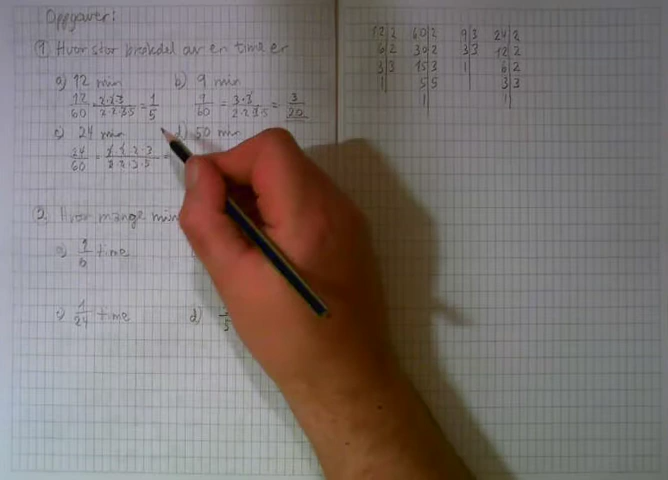 Oppgaver:
① Hvor stor brøkdel av en time er
a) 12 min b) 9 min
12/60 = 2·2·3/2·2·3·5 = 1/5 9/60 = 3·3/2·2·3·5 = 3/20
c) 24 min d) 50 min
24/60 = 2·2·2·3/2·2·3·5 =
② Hvor mange min
a) 1/6 time
c) 1/24 time d)
12|2 60|2 9|3 24|2
6|2 30|2 3|3 12|2
3|3 15|3 1| 6|2
1| 5|5 3|3
1| 1|